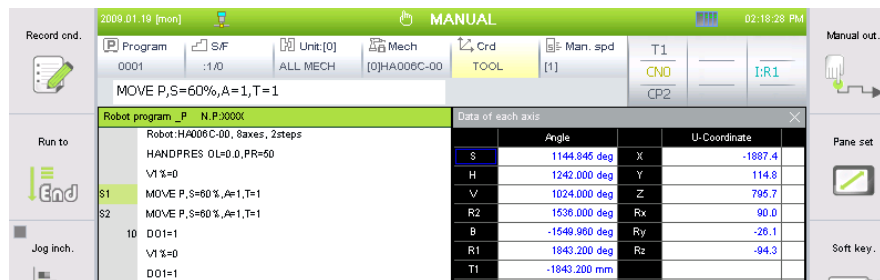 Record cnd.
Run to
End
Jog inch.
2009.01.19 [mon]
MANUAL
02:18:28 PM
P Program
0001
S/F
:1/0
Unit:[0]
ALL MECH
Mech
[0]HA006C-00
Crd
TOOL
Man. spd
[1]
T1
CN0
CP2
I:R1
MOVE P,S=60%,A=1,T=1
Robot program _P N.P:XXXX
Robot:HA006C-00, 8axes, 2steps
HANDPRES OL=0.0,PR=50
V1%=0
S1 MOVE P,S=60%,A=1,T=1
S2 MOVE P,S=60%,A=1,T=1
10 DO1=1
V1%=0
DO1=1
Data of each axis
Angle U-Coordinate
S 1144.845 deg X -1887.4
H 1242.000 deg Y 114.8
V 1024.000 deg Z 795.7
R2 1536.000 deg Rx 90.0
B -1549.960 deg Ry -26.1
R1 1843.200 deg Rz -94.3
T1 -1843.200 mm
Manual out.
Pane set
Soft key.